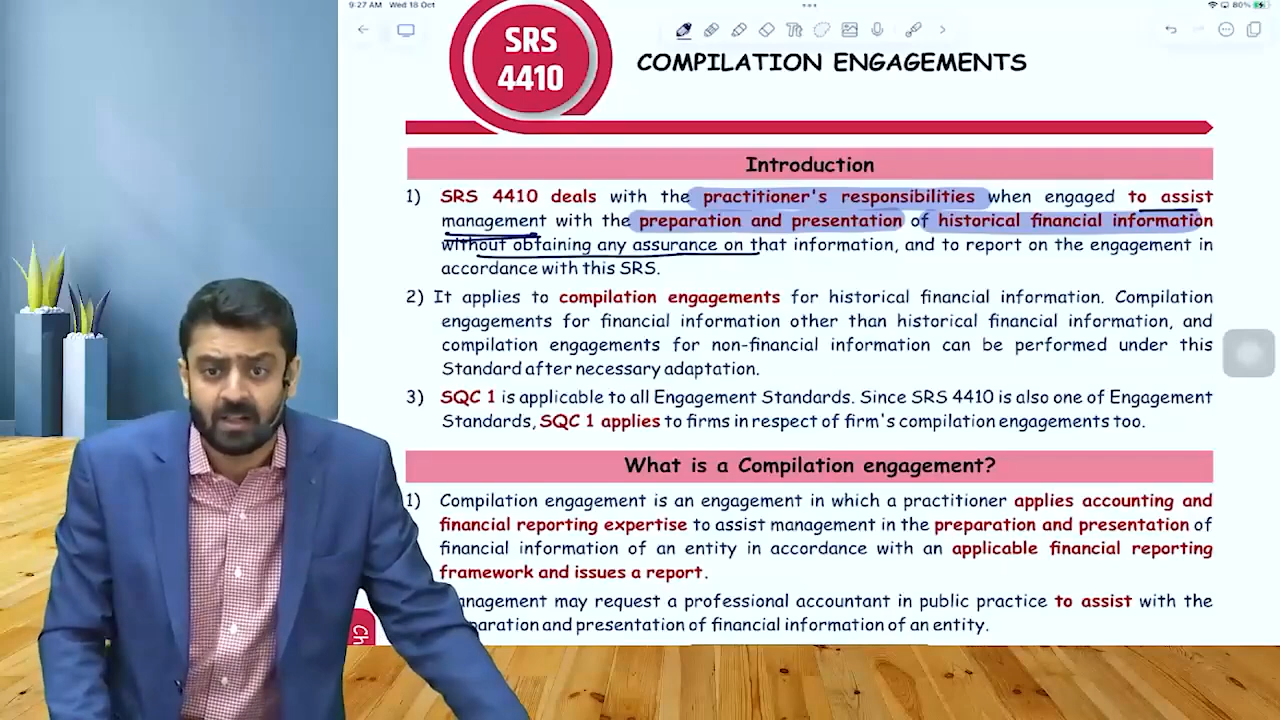 9:27 AM Wed 18 Oct
80%
SRS
4410
COMPILATION ENGAGEMENTS
Introduction
1) SRS 4410 deals with the practitioner's responsibilities when engaged to assist
management with the preparation and presentation of historical financial information
without obtaining any assurance on that information, and to report on the engagement in
accordance with this SRS.
2) It applies to compilation engagements for historical financial information. Compilation
engagements for financial information other than historical financial information, and
compilation engagements for non-financial information can be performed under this
Standard after necessary adaptation.
3) SQC 1 is applicable to all Engagement Standards. Since SRS 4410 is also one of Engagement
Standards, SQC 1 applies to firms in respect of firm's compilation engagements too.
What is a Compilation engagement?
1) Compilation engagement is an engagement in which a practitioner applies accounting and
financial reporting expertise to assist management in the preparation and presentation of
financial information of an entity in accordance with an applicable financial reporting
framework and issues a report.
anagement may request a professional accountant in public practice to assist with the
paration and presentation of financial information of an entity.
Ch